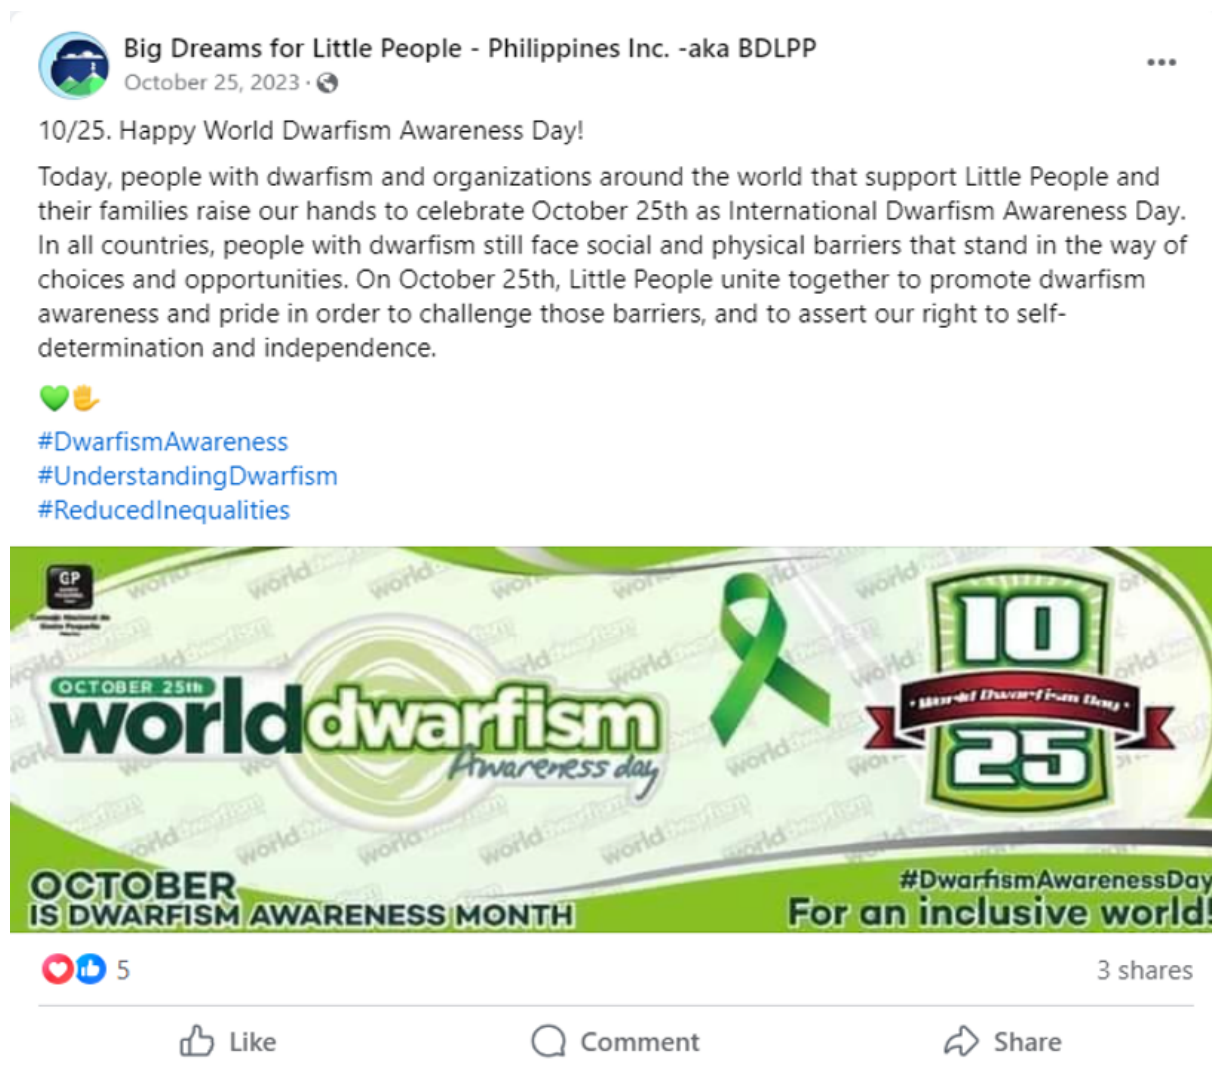 Big Dreams for Little People - Philippines Inc. -aka BDLPP
October 25, 2023 ·
10/25. Happy World Dwarfism Awareness Day!
Today, people with dwarfism and organizations around the world that support Little People and
their families raise our hands to celebrate October 25th as International Dwarfism Awareness Day.
In all countries, people with dwarfism still face social and physical barriers that stand in the way of
choices and opportunities. On October 25th, Little People unite together to promote dwarfism
awareness and pride in order to challenge those barriers, and to assert our right to self-
determination and independence.
💚✋
#DwarfismAwareness
#UnderstandingDwarfism
#ReducedInequalities
GP
OCTOBER 25th
worlddwarfism
Awareness day
10
World Dwarfism Day
25
OCTOBER
IS DWARFISM AWARENESS MONTH
#DwarfismAwarenessDay
For an inclusive world!
5
3 shares
Like
Comment
Share